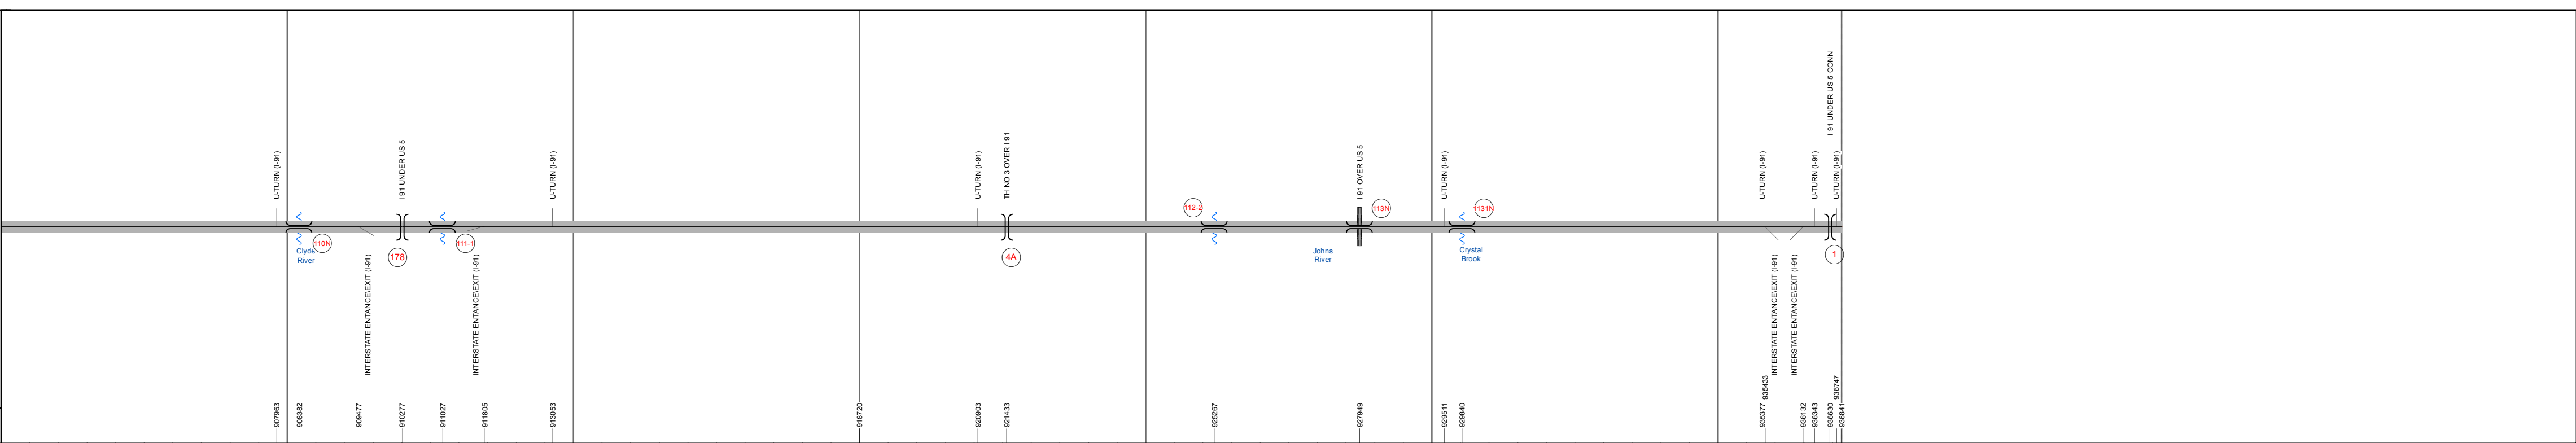 I 91 UNDER US 5 CONN
U-TURN (I-91)
I 91 UNDER US 5
U-TURN (I-91)
U-TURN (I-91)
TH NO 3 OVER I 91
I 91 OVER US 5
U-TURN (I-91)
U-TURN (I-91)
U-TURN (I-91)
U-TURN (I-91)
112-2
113N
1131N
110N
111-1
Clyde
River
178
4A
Johns
River
Crystal
Brook
1
INTERSTATE ENTANCE\EXIT (I-91)
INTERSTATE ENTANCE\EXIT (I-91)
INTERSTATE ENTANCE\EXIT (I-91)
INTERSTATE ENTANCE\EXIT (I-91)
907963
908382
909477
910277
911027
911805
913053
918720
920903
921433
925267
927949
929511
929840
935377
935433
936132
936343
936630
936747
936841